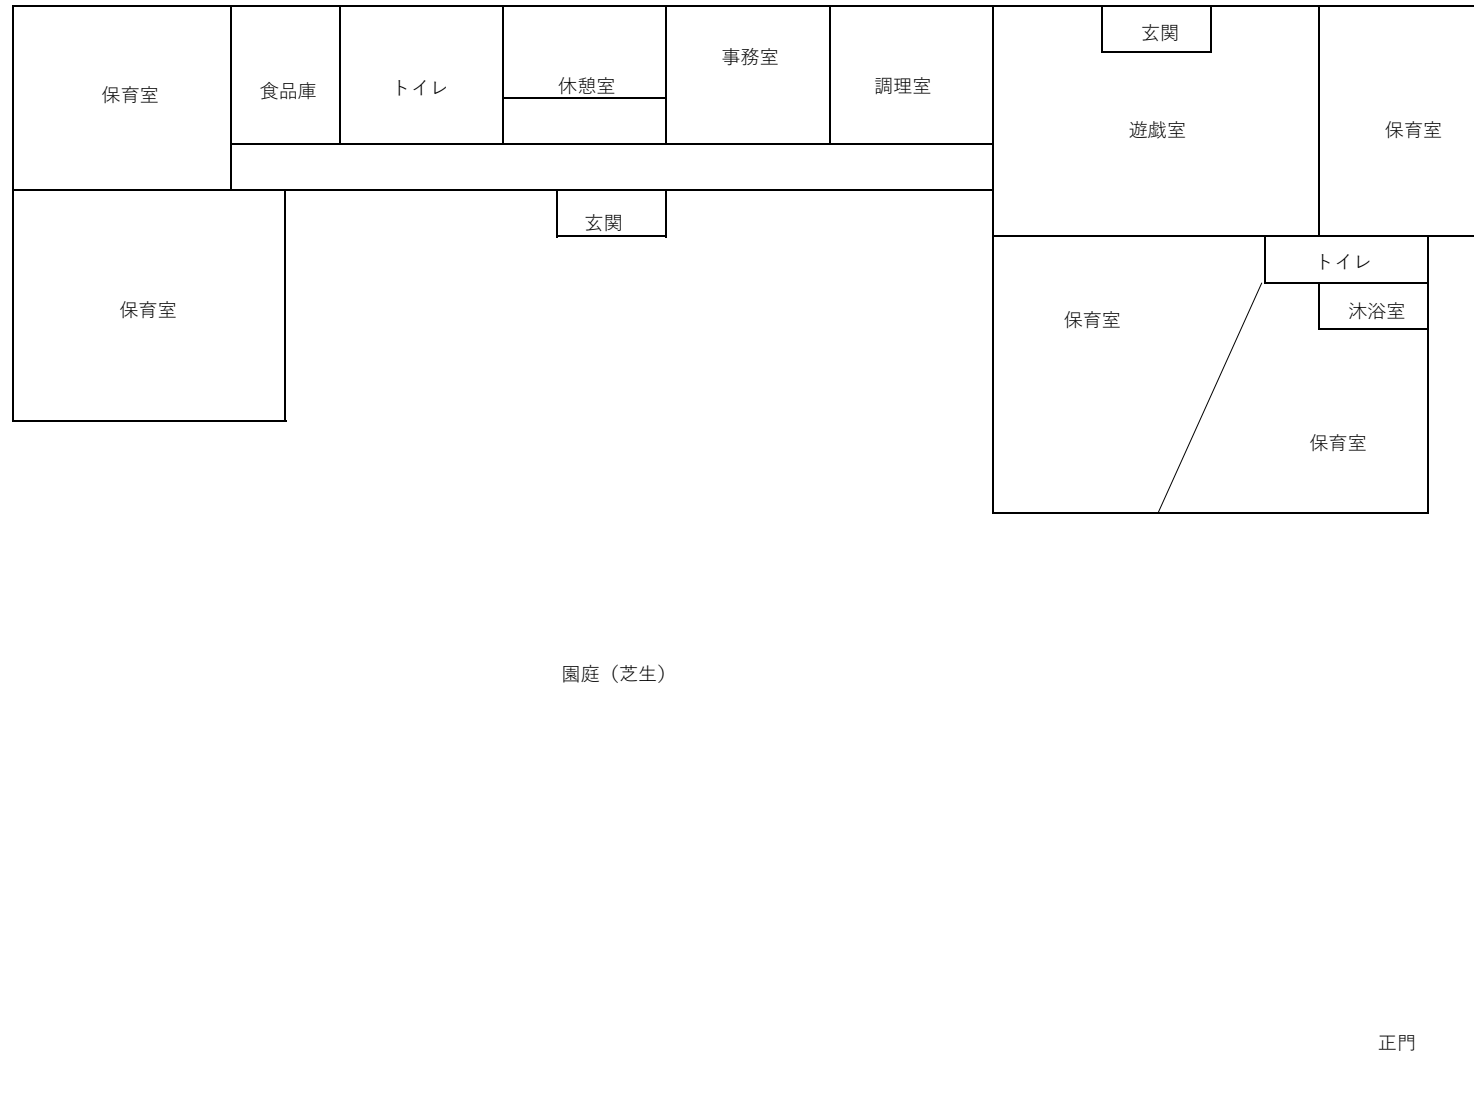 玄関
事務室
保育室
食品庫
トイレ
休憩室
調理室
遊戯室
保育室
玄関
トイレ
保育室
保育室
沐浴室
保育室
園庭（芝生）
正門